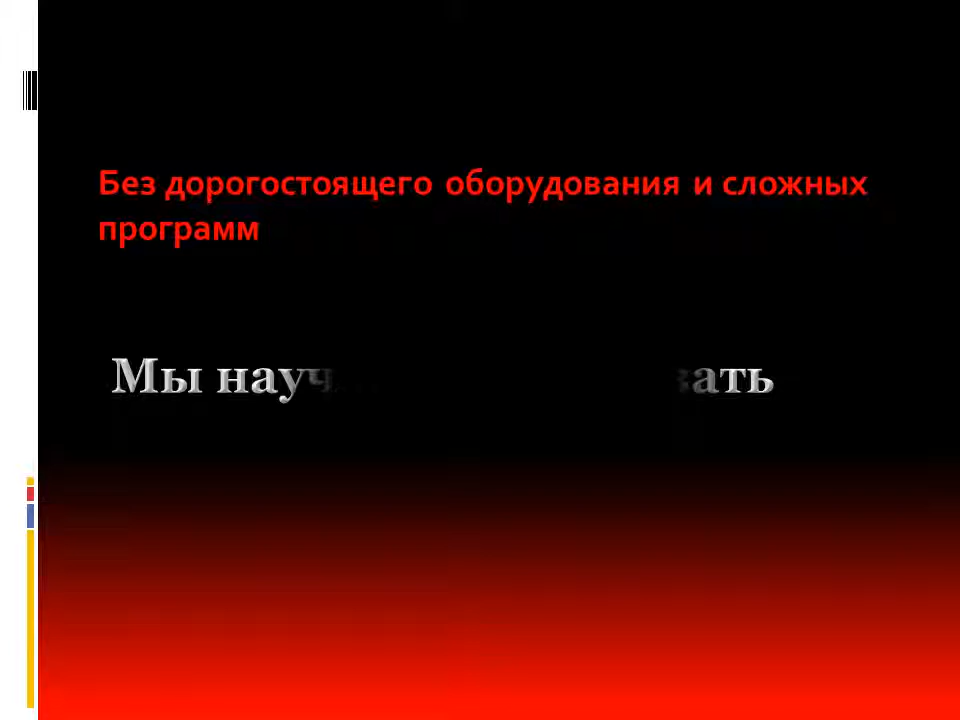 Без дорогостоящего оборудования и сложных
программ
Мы